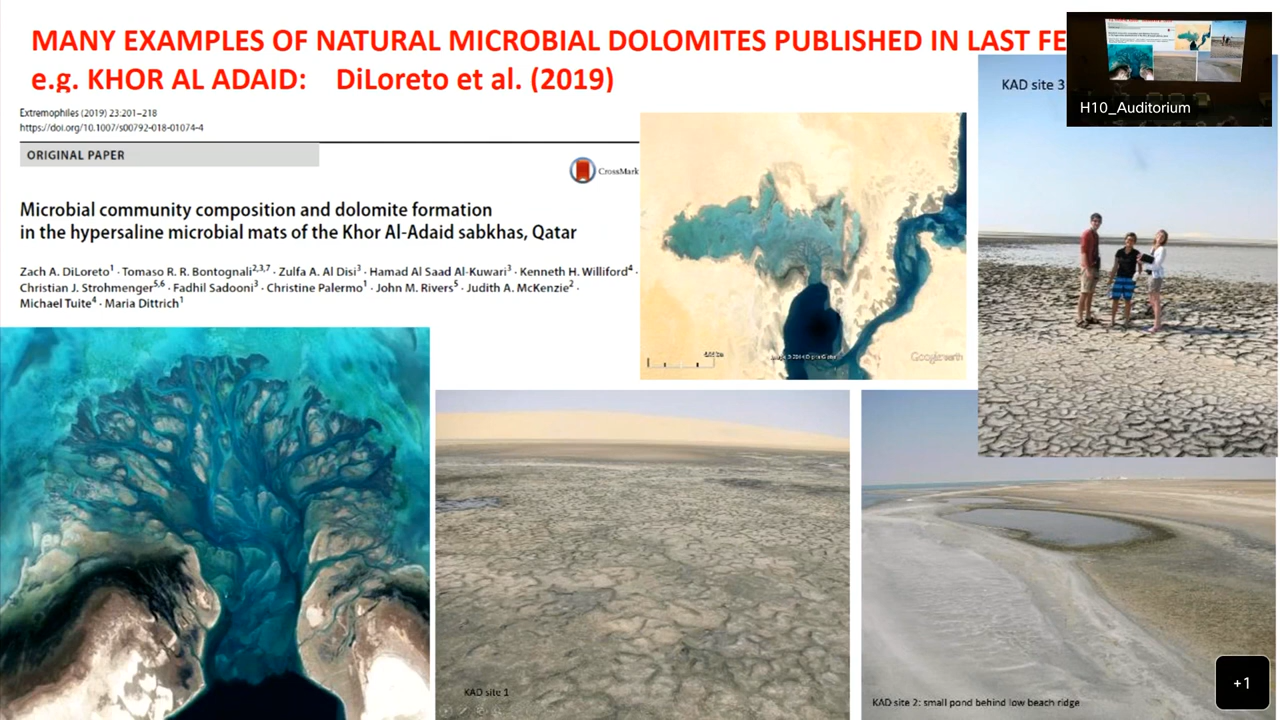 MANY EXAMPLES OF NATURAL MICROBIAL DOLOMITES PUBLISHED IN LAST FE
e.g. KHOR AL ADAID: DiLoreto et al. (2019)
Extremophiles (2019) 23:201–218
https://doi.org/10.1007/s00792-018-01074-4
ORIGINAL PAPER
CrossMark
Microbial community composition and dolomite formation
in the hypersaline microbial mats of the Khor Al-Adaid sabkhas, Qatar
Zach A. DiLoreto1 · Tomaso R. R. Bontognali2,3,7 · Zulfa A. Al Disi3 · Hamad Al Saad Al-Kuwari3 · Kenneth H. Williford4 ·
Christian J. Strohmenger5,6 · Fadhil Sadooni3 · Christine Palermo1 · John M. Rivers5 · Judith A. McKenzie2 ·
Michael Tuite4 · Maria Dittrich1
Google earth
KAD site 3
H10_Auditorium
KAD site 1
KAD site 2: small pond behind low beach ridge
+1